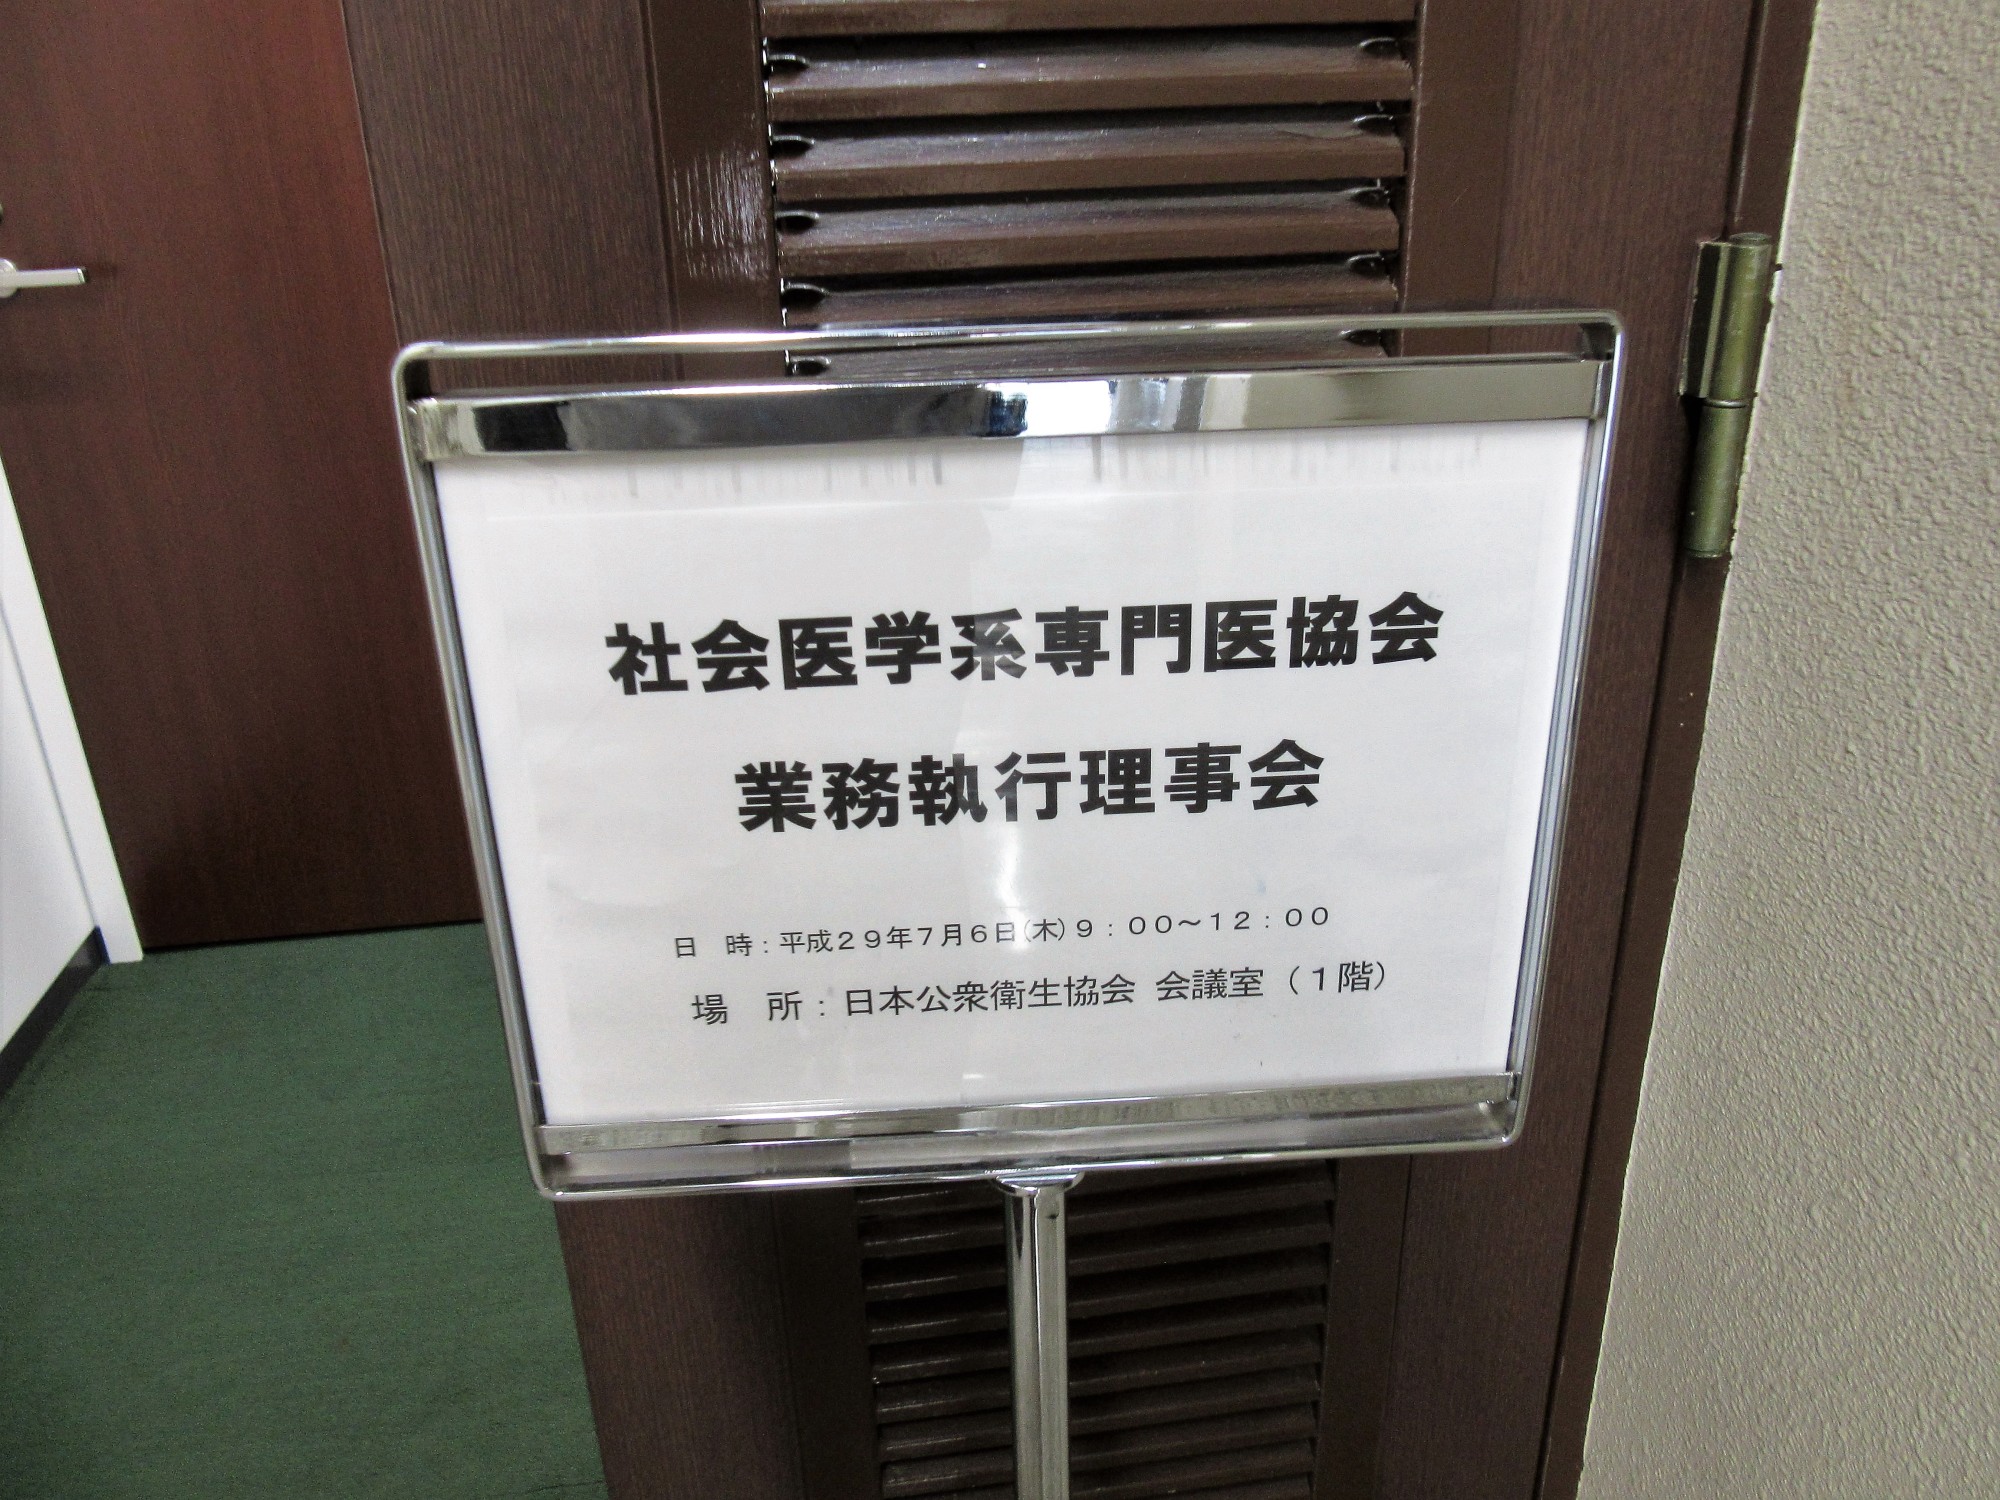 社会医学系専門医協会
業務執行理事会
日　時：平成２９年７月６日(木)９：００～１２：００
場　所：日本公衆衛生協会 会議室（１階）